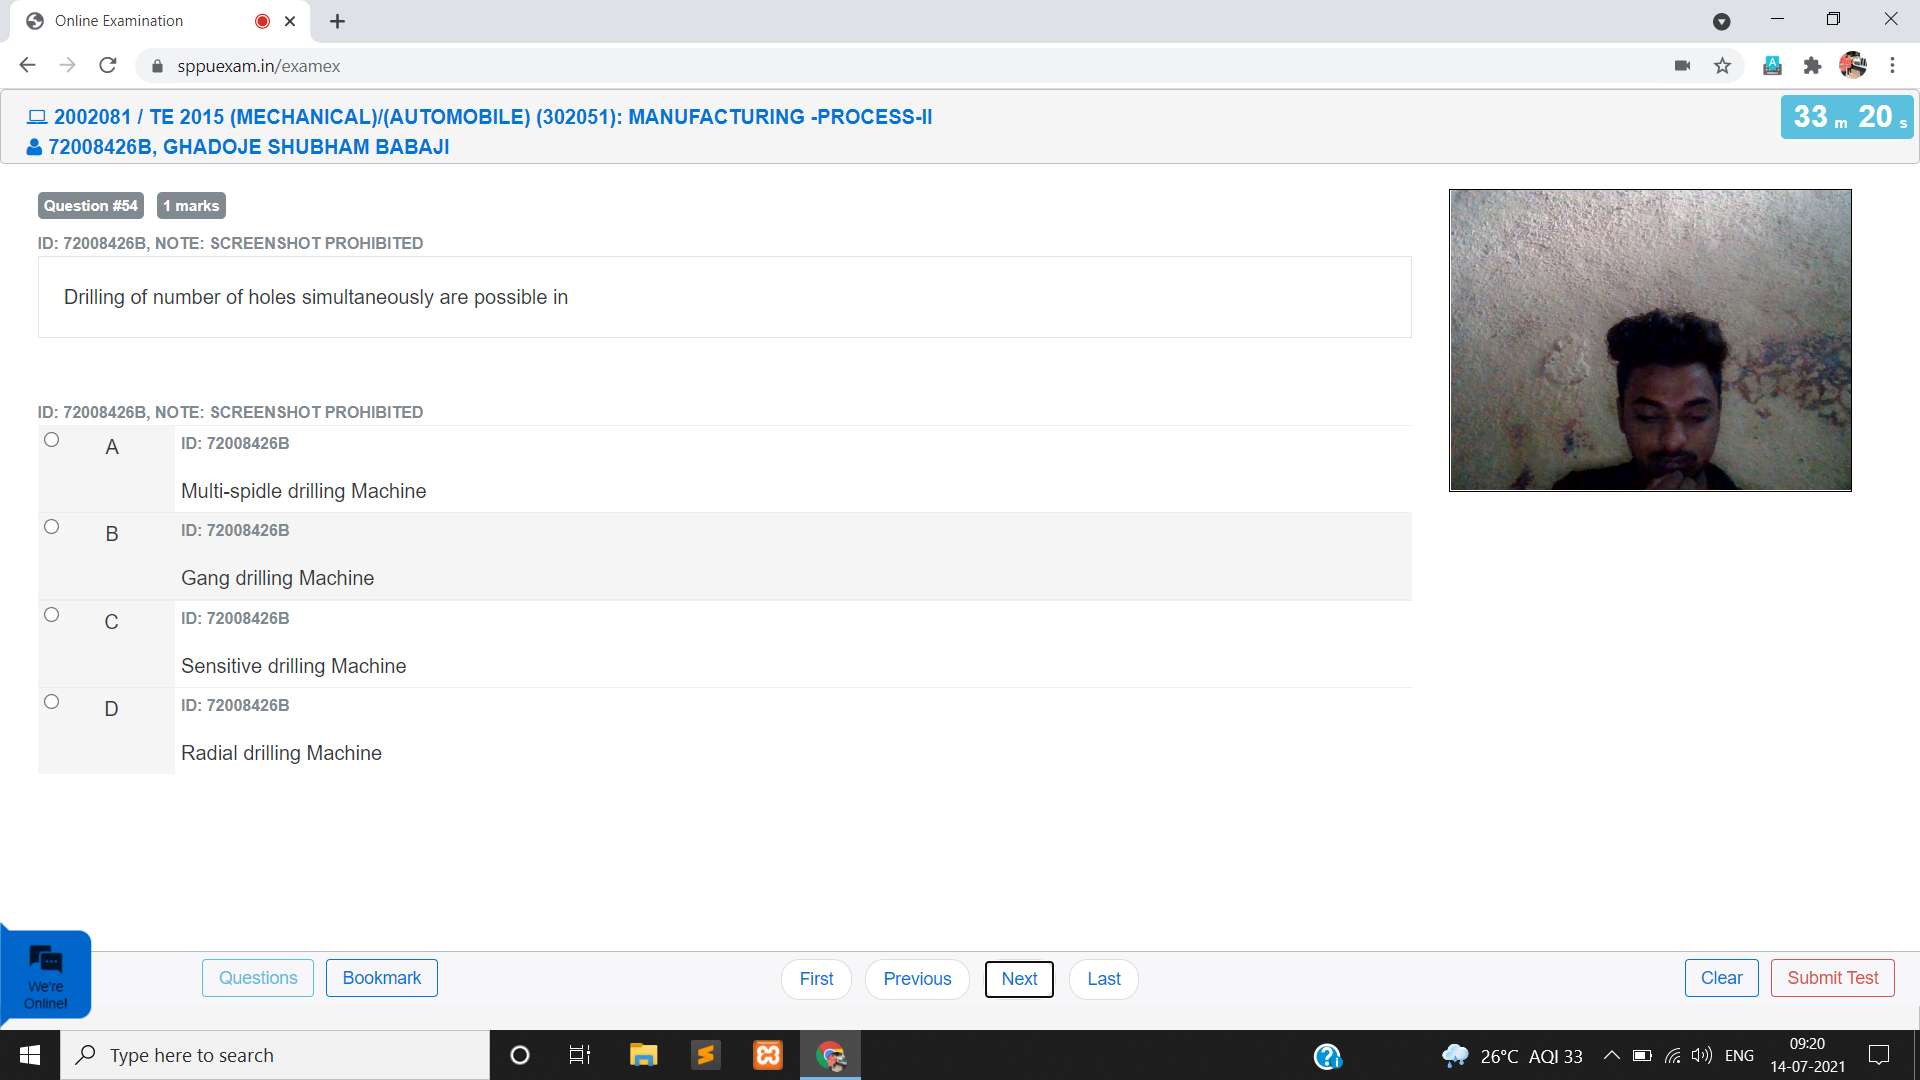 Online Examination
sppuexam.in/examex
2002081 / TE 2015 (MECHANICAL)/(AUTOMOBILE) (302051): MANUFACTURING -PROCESS-II
33 m 20 s
72008426B, GHADOJE SHUBHAM BABAJI
Question #54 1 marks
ID: 72008426B, NOTE: SCREENSHOT PROHIBITED
Drilling of number of holes simultaneously are possible in
ID: 72008426B, NOTE: SCREENSHOT PROHIBITED
A ID: 72008426B
Multi-spidle drilling Machine
B ID: 72008426B
Gang drilling Machine
C ID: 72008426B
Sensitive drilling Machine
D ID: 72008426B
Radial drilling Machine
We're
Online!
Questions Bookmark First Previous Next Last Clear Submit Test
Type here to search
26°C AQI 33
ENG
09:20
14-07-2021